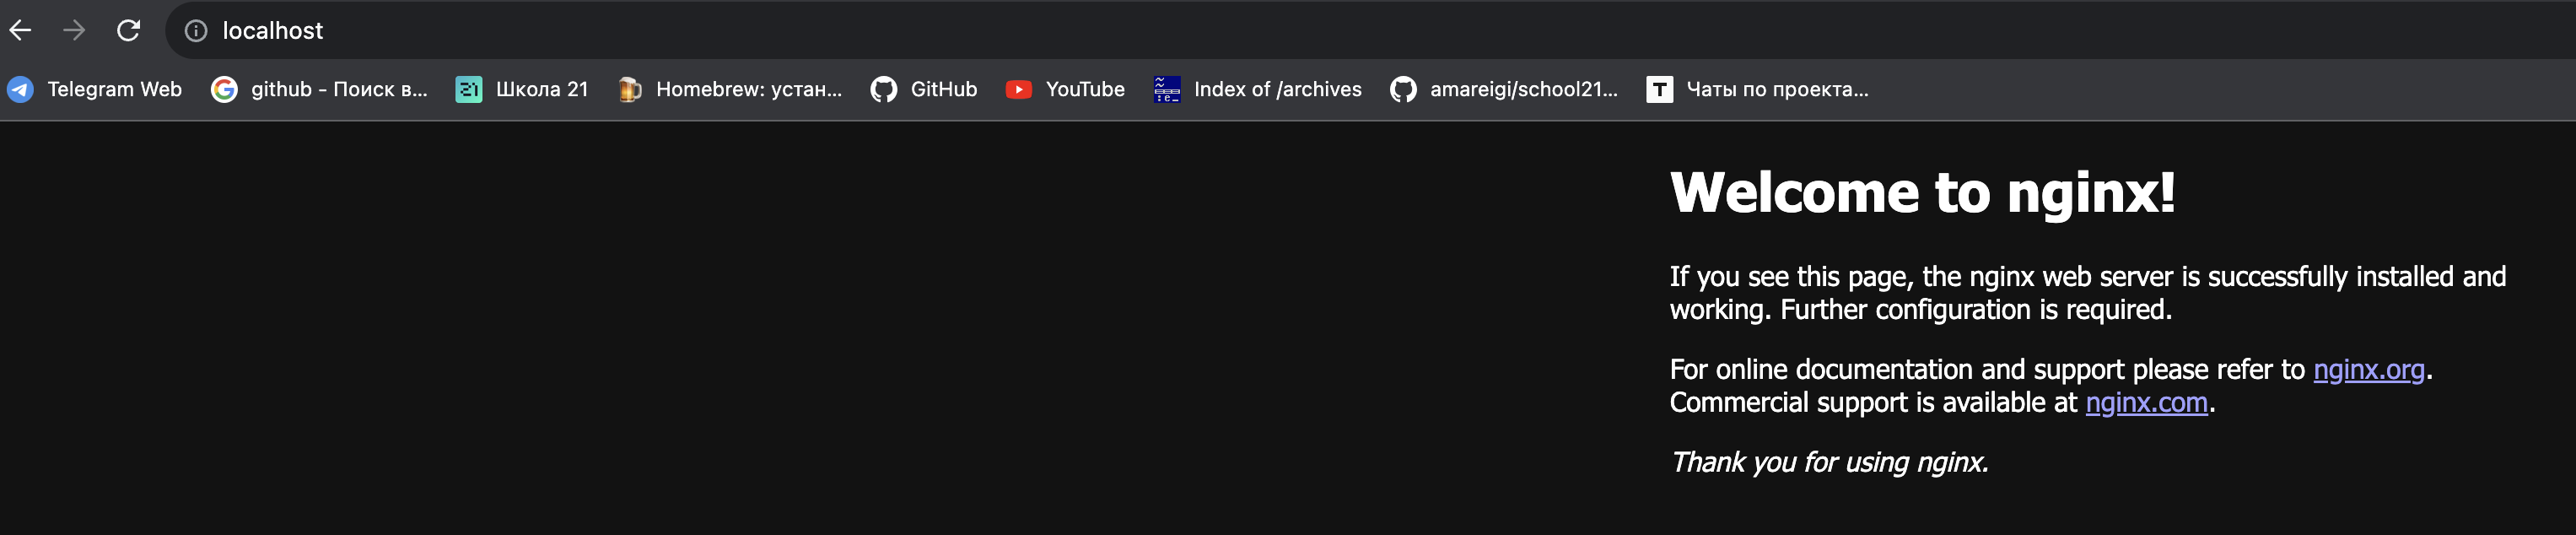 localhost
Telegram Web
github - Поиск в...
21
Школа 21
Homebrew: устан...
GitHub
YouTube
Index of /archives
amareigi/school21...
T
Чаты по проекта...
Welcome to nginx!
If you see this page, the nginx web server is successfully installed and
working. Further configuration is required.
For online documentation and support please refer to nginx.org.
Commercial support is available at nginx.com.
Thank you for using nginx.